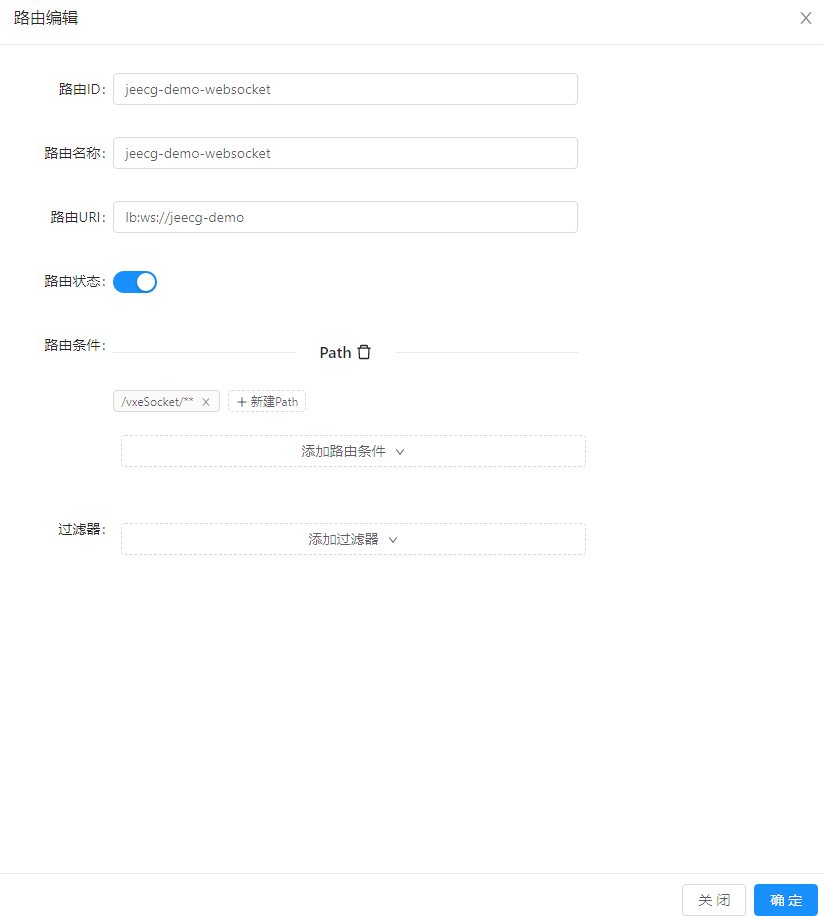 路由编辑
路由ID: jeecg-demo-websocket
路由名称: jeecg-demo-websocket
路由URI: lb:ws://jeecg-demo
路由状态:
路由条件: Path
/vxeSocket/** × + 新建Path
添加路由条件
过滤器: 添加过滤器
关 闭 确 定